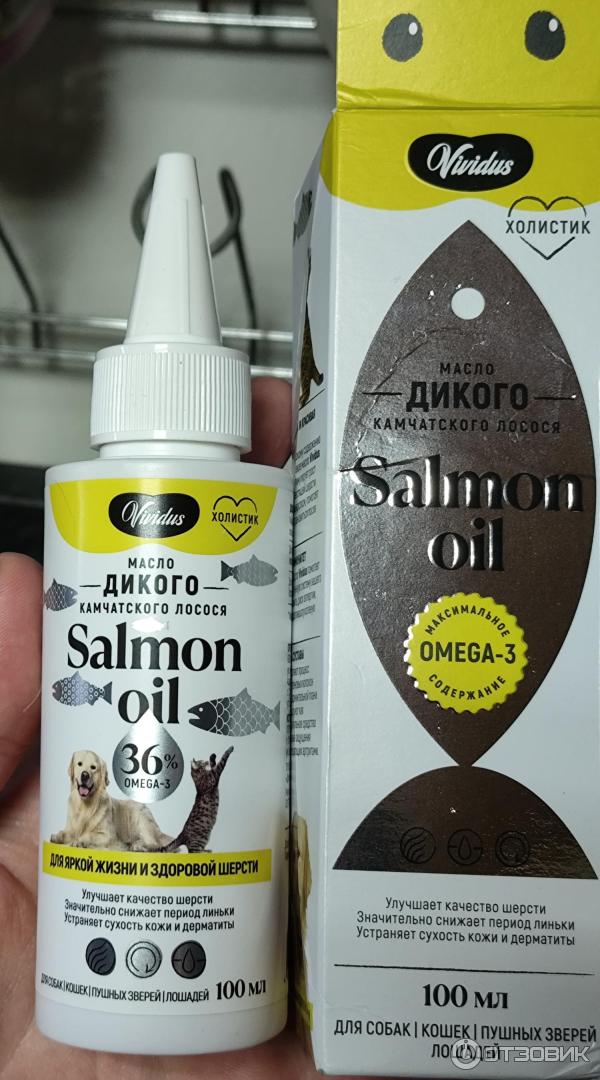 Vividus
ХОЛИСТИК
МАСЛО
ДИКОГО
КАМЧАТСКОГО ЛОСОСЯ
Salmon
oil
36%
OMEGA-3
ДЛЯ ЯРКОЙ ЖИЗНИ И ЗДОРОВОЙ ШЕРСТИ
Улучшает качество шерсти
Значительно снижает период линьки
Устраняет сухость кожи и дерматиты
ДЛЯ СОБАК | КОШЕК | ПУШНЫХ ЗВЕРЕЙ | ЛОШАДЕЙ 100 МЛ
Vividus
ХОЛИСТИК
МАСЛО
ДИКОГО
КАМЧАТСКОГО ЛОСОСЯ
Salmon
oil
МАКСИМАЛЬНОЕ
OMEGA-3
СОДЕРЖАНИЕ
Улучшает качество шерсти
Значительно снижает период линьки
Устраняет сухость кожи и дерматиты
100 МЛ
ДЛЯ СОБАК | КОШЕК | ПУШНЫХ ЗВЕРЕЙ
ЛОШАДЕЙ
ОТЗОВИК